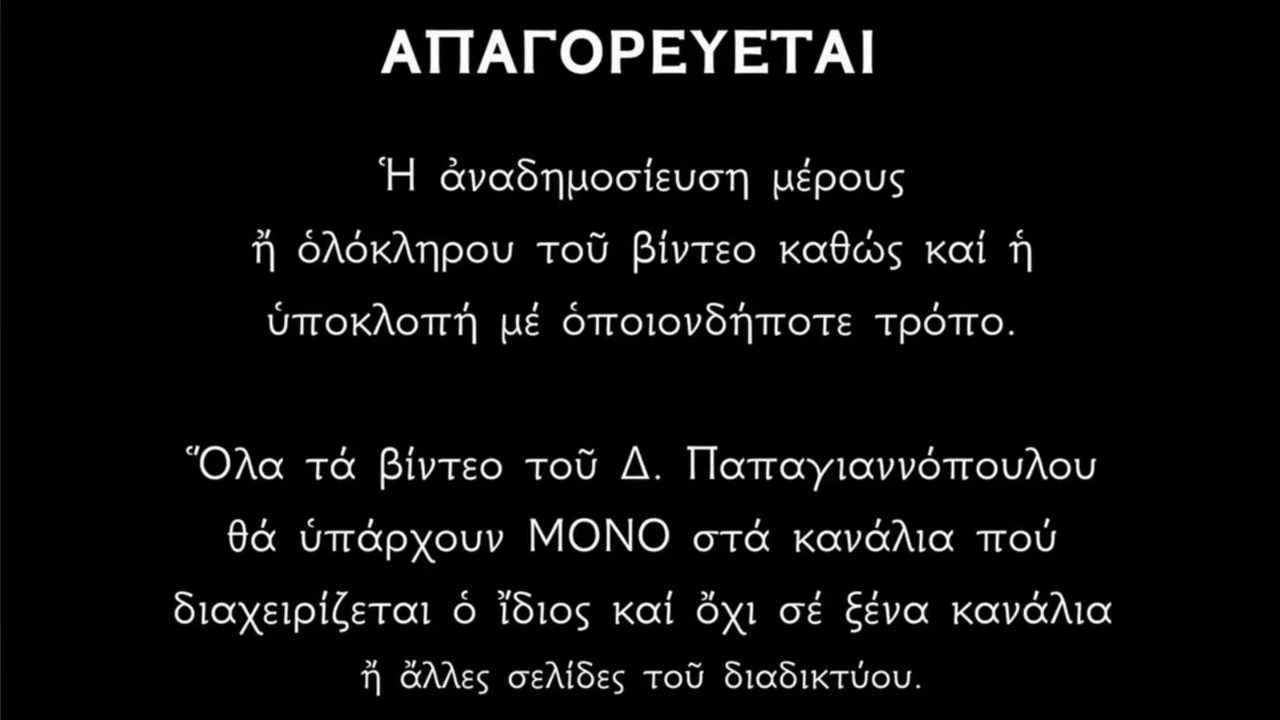 ΑΠΑΓΟΡΕΥΕΤΑΙ
Ἡ ἀναδημοσίευση μέρους
ἤ ὁλόκληρου τοῦ βίντεο καθώς καί ἡ
ὑποκλοπή μέ ὁποιονδήποτε τρόπο.
Ὅλα τά βίντεο τοῦ Δ. Παπαγιαννόπουλου
θά ὑπάρχουν ΜΟΝΟ στά κανάλια πού
διαχειρίζεται ὁ ἴδιος καί ὄχι σέ ξένα κανάλια
ἤ ἄλλες σελίδες τοῦ διαδικτύου.